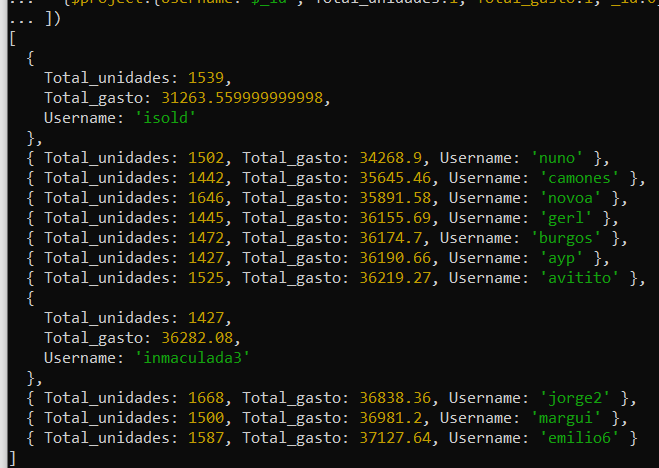 ... {$project:{Username:"$_id", Total_unidades:1, Total_gasto:1, _id:0
... ])
[
  {
    Total_unidades: 1539,
    Total_gasto: 31263.559999999998,
    Username: 'isold'
  },
  { Total_unidades: 1502, Total_gasto: 34268.9, Username: 'nuno' },
  { Total_unidades: 1442, Total_gasto: 35645.46, Username: 'camones' },
  { Total_unidades: 1646, Total_gasto: 35891.58, Username: 'novoa' },
  { Total_unidades: 1445, Total_gasto: 36155.69, Username: 'gerl' },
  { Total_unidades: 1472, Total_gasto: 36174.7, Username: 'burgos' },
  { Total_unidades: 1427, Total_gasto: 36190.66, Username: 'ayp' },
  { Total_unidades: 1525, Total_gasto: 36219.27, Username: 'avitito' },
  {
    Total_unidades: 1427,
    Total_gasto: 36282.08,
    Username: 'inmaculada3'
  },
  { Total_unidades: 1668, Total_gasto: 36838.36, Username: 'jorge2' },
  { Total_unidades: 1500, Total_gasto: 36981.2, Username: 'margui' },
  { Total_unidades: 1587, Total_gasto: 37127.64, Username: 'emilio6' }
]